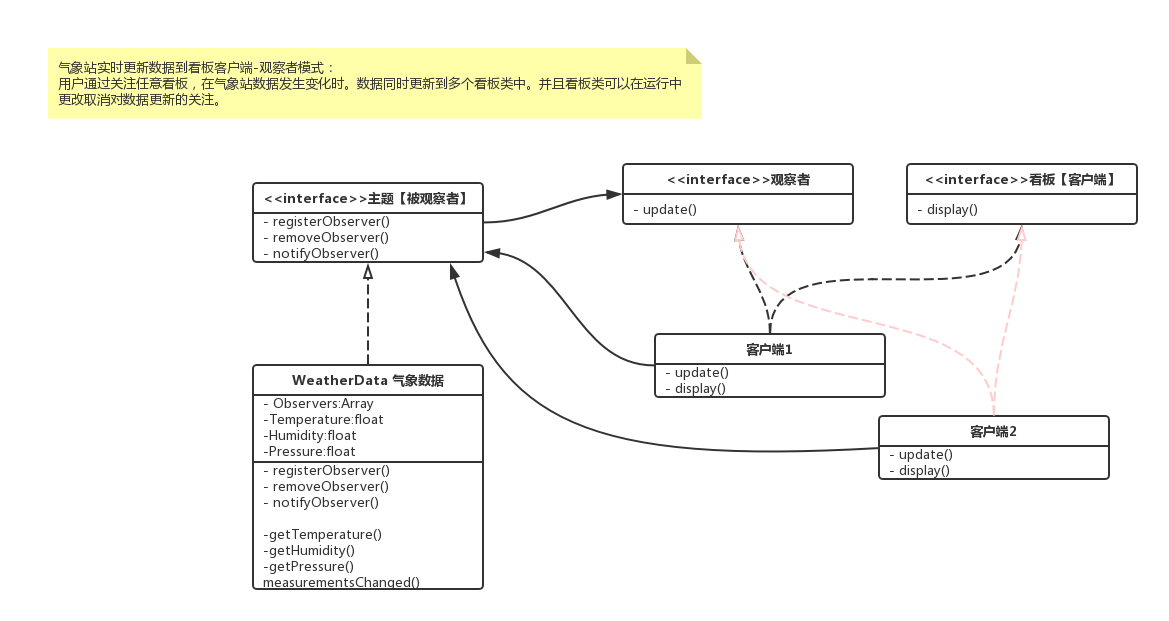 气象站实时更新数据到看板客户端-观察者模式：
用户通过关注任意看板，在气象站数据发生变化时。数据同时更新到多个看板类中。并且看板类可以在运行中
更改取消对数据更新的关注。
<<interface>>主题【被观察者】
- registerObserver()
- removeObserver()
- notifyObserver()
<<interface>>观察者
- update()
<<interface>>看板【客户端】
- display()
客户端1
- update()
- display()
WeatherData 气象数据
- Observers:Array
-Temperature:float
-Humidity:float
-Pressure:float
- registerObserver()
- removeObserver()
- notifyObserver()
-getTemperature()
-getHumidity()
-getPressure()
measurementsChanged()
客户端2
- update()
- display()